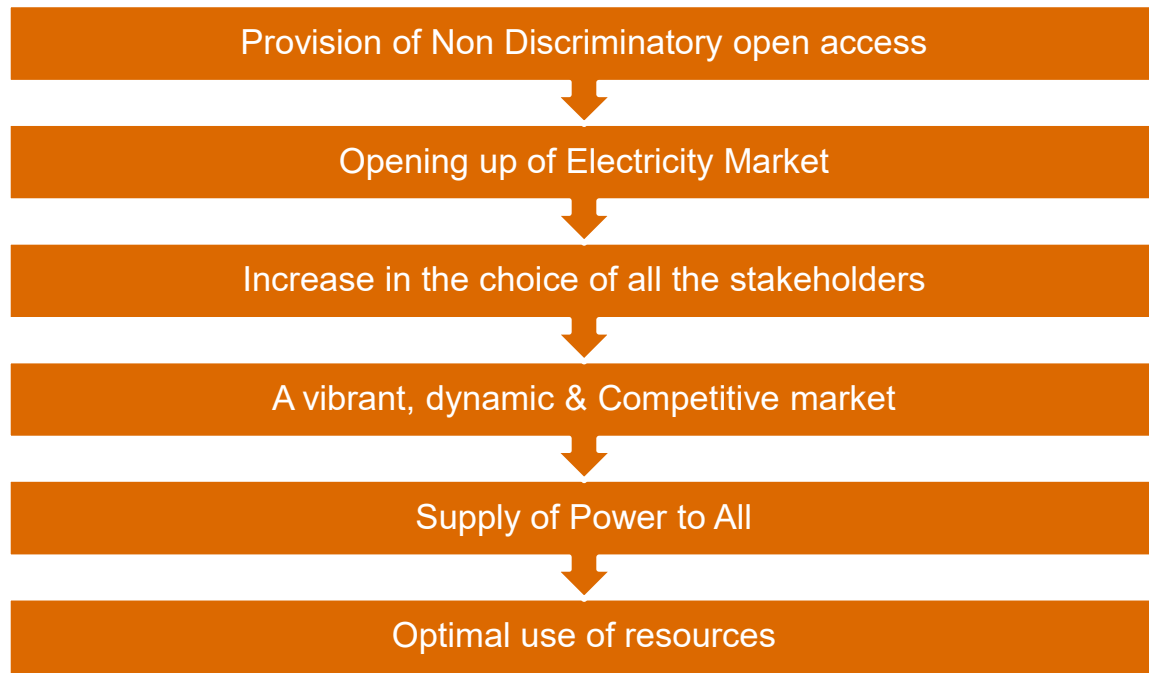 Provision of Non Discriminatory open access
Opening up of Electricity Market
Increase in the choice of all the stakeholders
A vibrant, dynamic & Competitive market
Supply of Power to All
Optimal use of resources